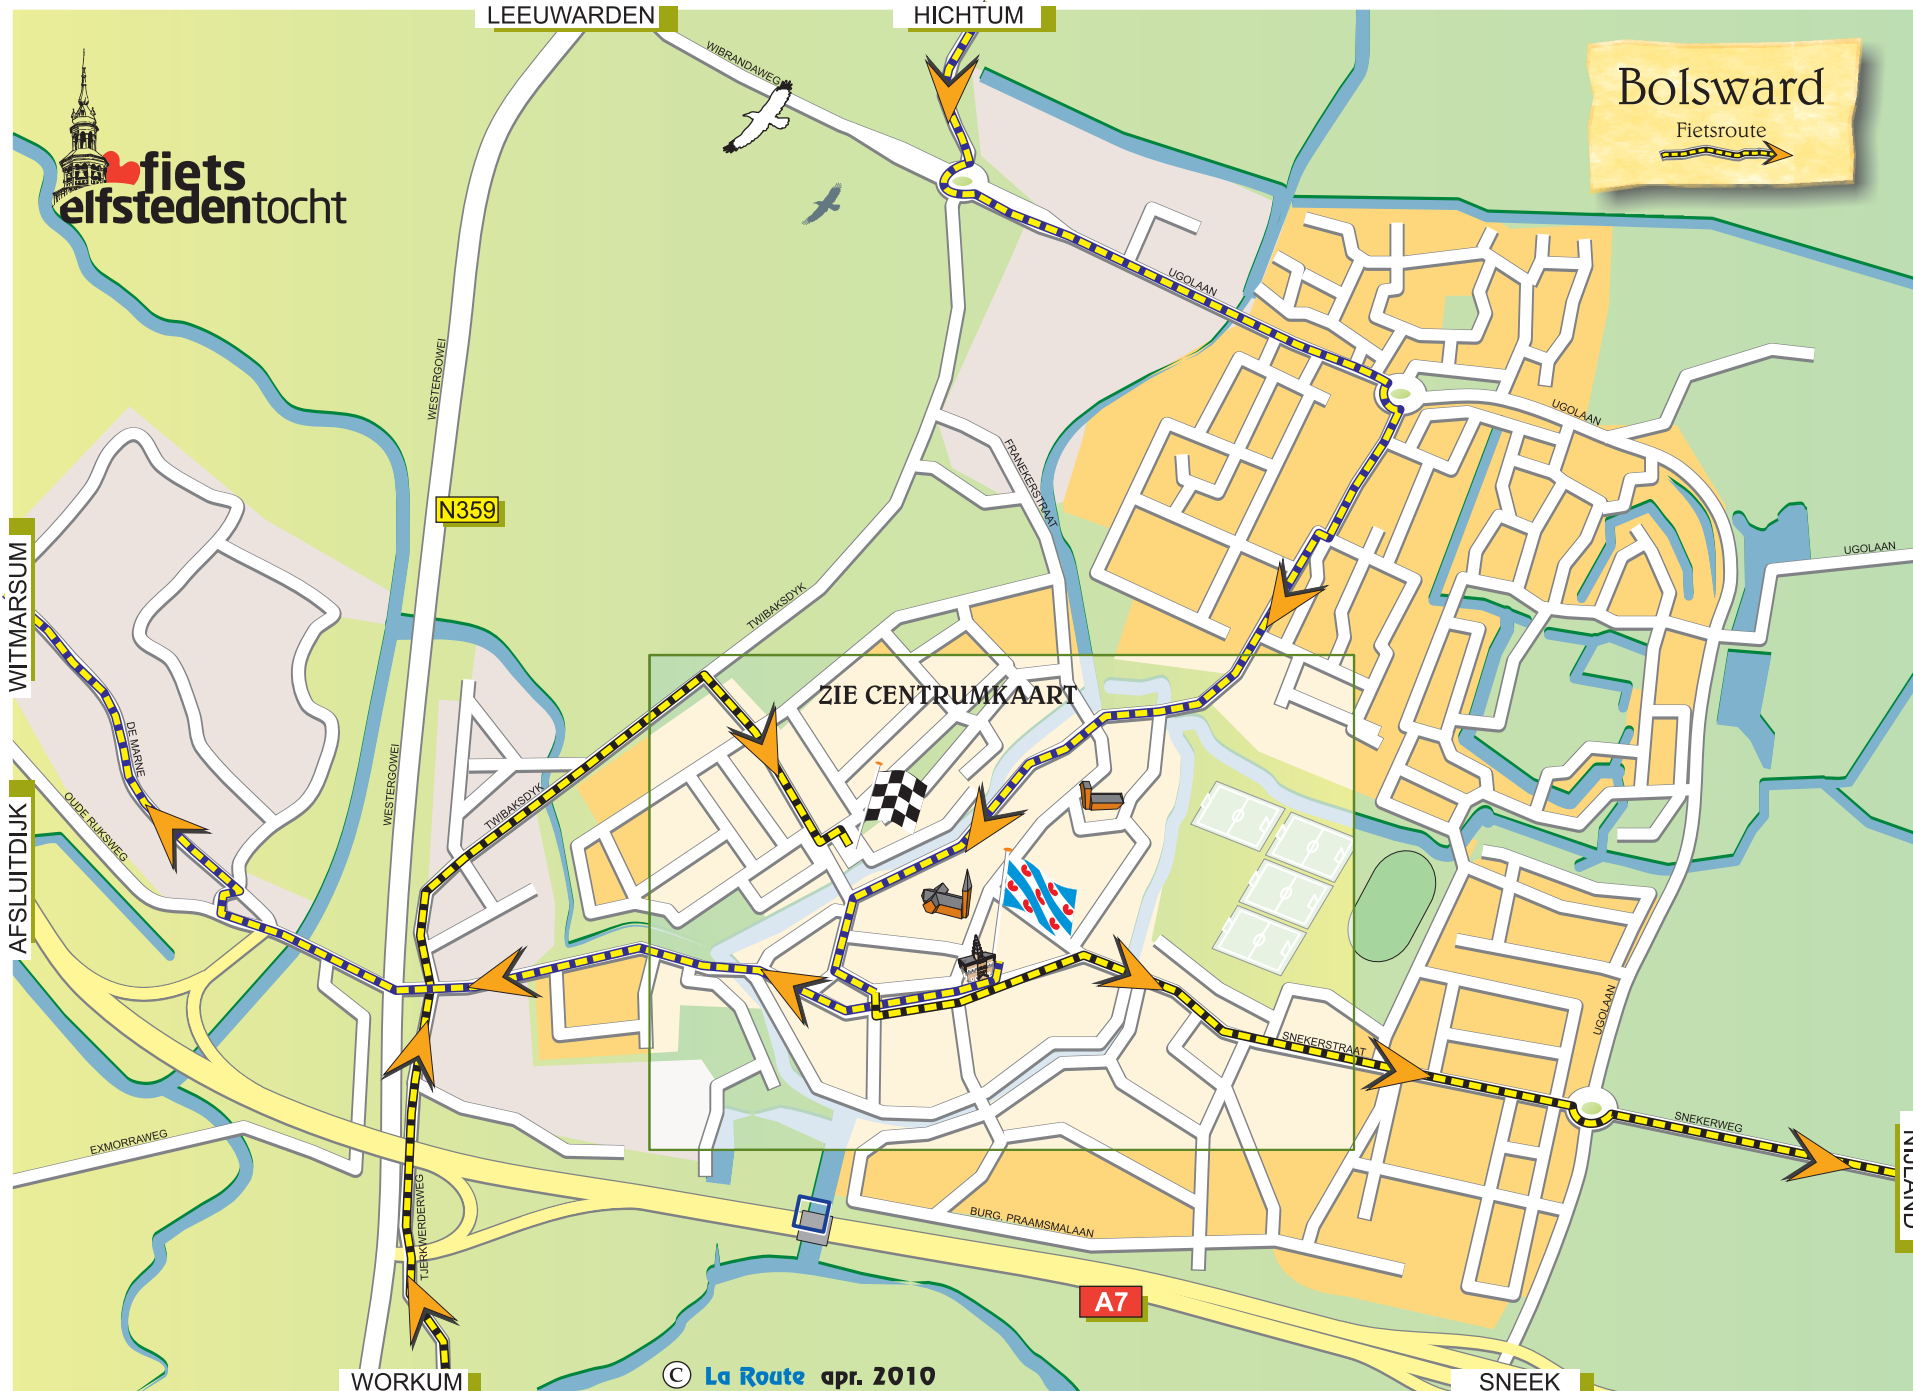 LEEUWARDEN
HICHTUM
WIBRANDAWEG
Bolsward
Fietsroute
fiets
elfstedentocht
UGOLAAN
WESTERGOWEI
UGOLAAN
FRANEKERSTRAAT
N359
UGOLAAN
WITMARSUM
TWIBAKSDYK
ZIE CENTRUMKAART
DE MARNE
WESTERGOWEI
OUDE RIJKSWEG
TWIBAKSDYK
AFSLUITDIJK
UGOLAAN
SNEKERSTRAAT
SNEKERWEG
EXMORRAWEG
NIJLAND
TJERKWERDERWEG
BURG. PRAAMSMALAAN
A7
WORKUM
© La Route apr. 2010
SNEEK